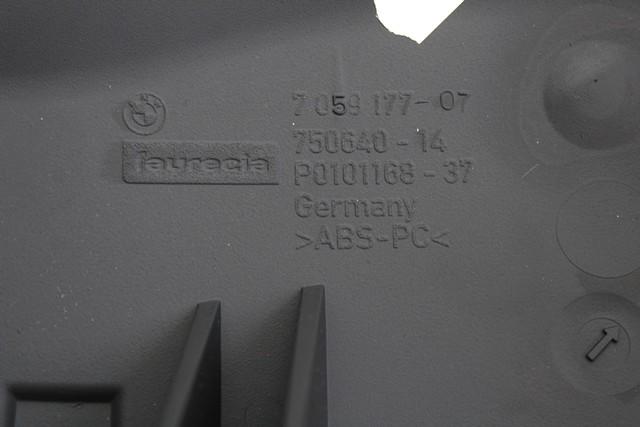 7 059 177-07
faurecia
750640-14
P0101168-37
Germany
>ABS-PC<